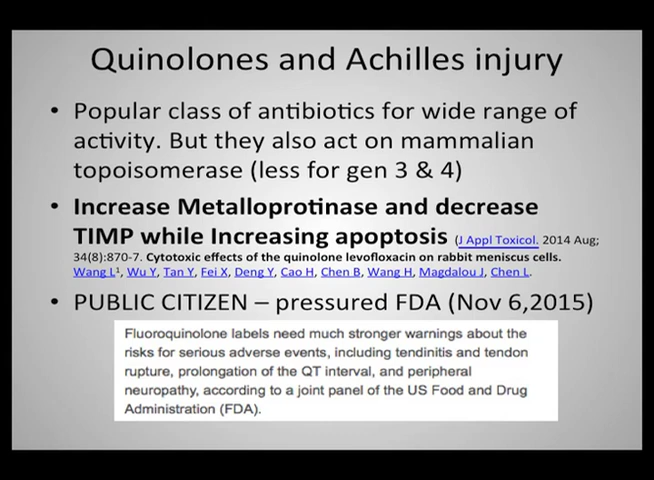 Quinolones and Achilles injury
• Popular class of antibiotics for wide range of
activity. But they also act on mammalian
topoisomerase (less for gen 3 & 4)
• Increase Metalloprotinase and decrease
TIMP while Increasing apoptosis (J Appl Toxicol. 2014 Aug;
34(8):870-7. Cytotoxic effects of the quinolone levofloxacin on rabbit meniscus cells.
Wang L¹, Wu Y, Tan Y, Fei X, Deng Y, Cao H, Chen B, Wang H, Magdalou J, Chen L.
• PUBLIC CITIZEN – pressured FDA (Nov 6,2015)
Fluoroquinolone labels need much stronger warnings about the
risks for serious adverse events, including tendinitis and tendon
rupture, prolongation of the QT interval, and peripheral
neuropathy, according to a joint panel of the US Food and Drug
Administration (FDA).